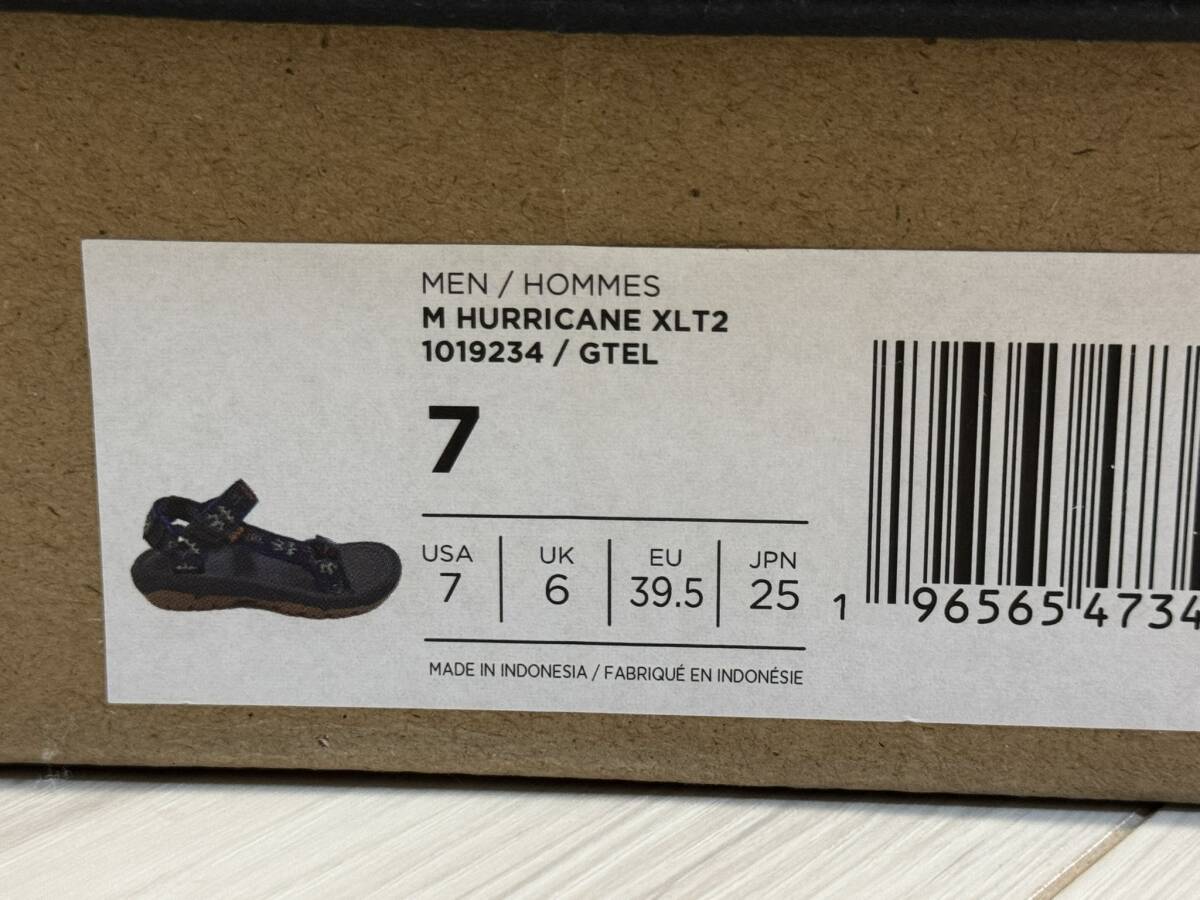 MEN / HOMMES
M HURRICANE XLT2
1019234 / GTEL
7
USA UK EU JPN
7 6 39.5 25
1 96565 4734
MADE IN INDONESIA / FABRIQUÉ EN INDONÉSIE